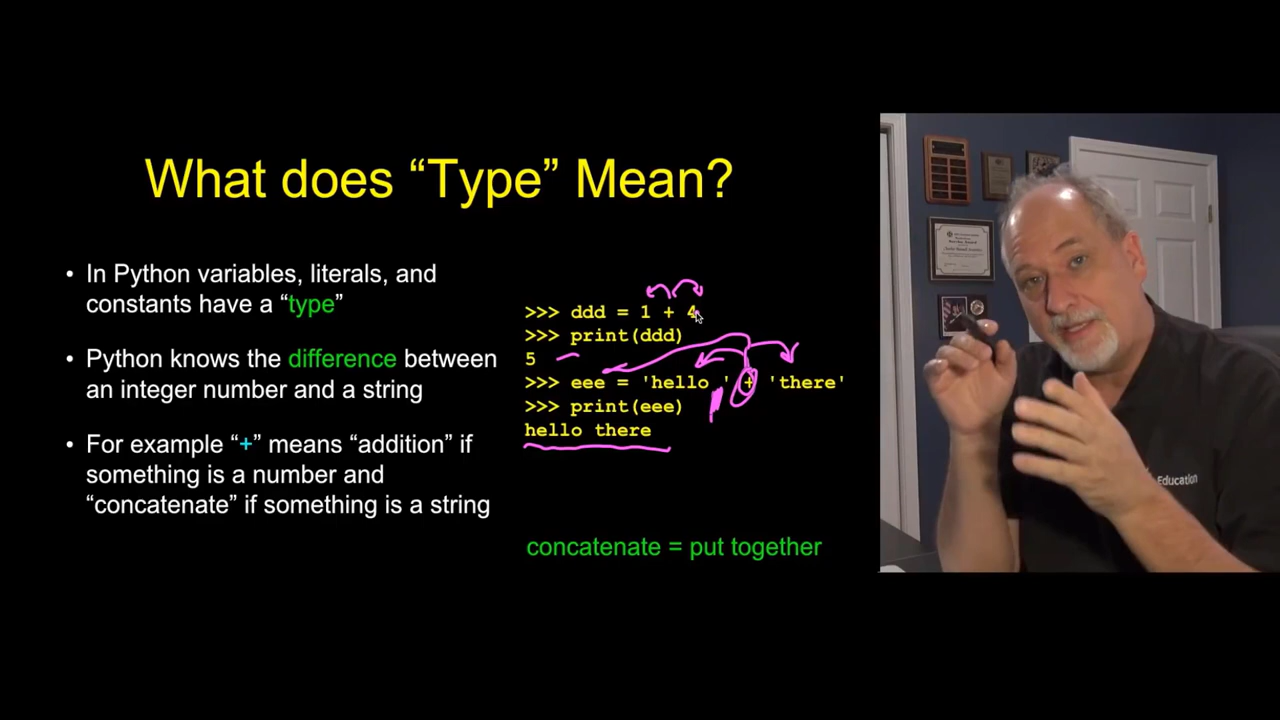 What does “Type” Mean?
• In Python variables, literals, and
constants have a “type”
• Python knows the difference between
an integer number and a string
• For example “+” means “addition” if
something is a number and
“concatenate” if something is a string
>>> ddd = 1 + 4
>>> print(ddd)
5
>>> eee = 'hello ' + 'there'
>>> print(eee)
hello there
concatenate = put together
Education